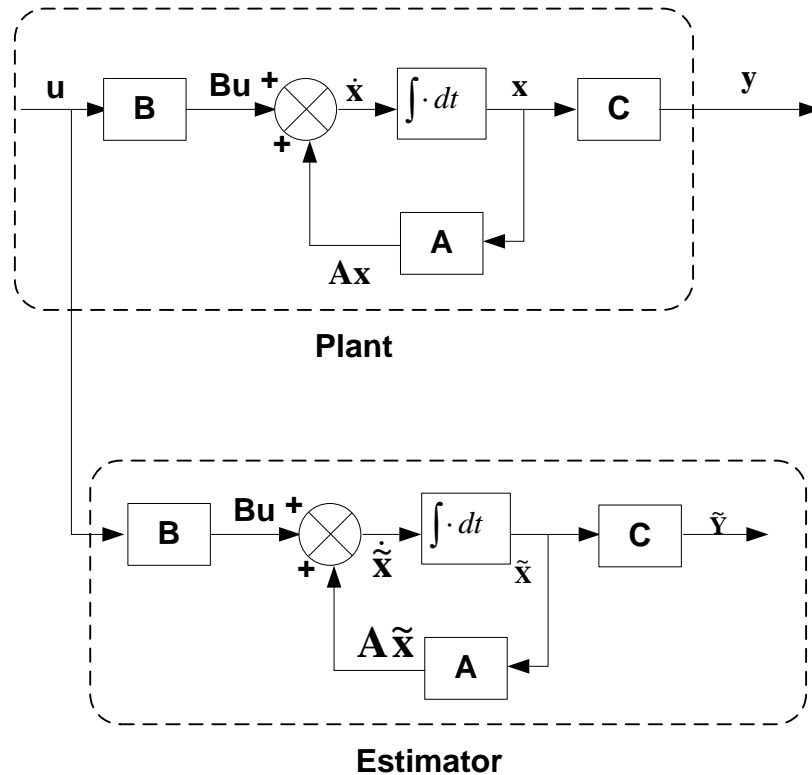 u
B
Bu
+
+
ẋ
∫· dt
x
C
y
A
Ax
Plant
B
Bu
+
+
x̃̇
∫· dt
x̃
C
Ỹ
A
Ax̃
Estimator